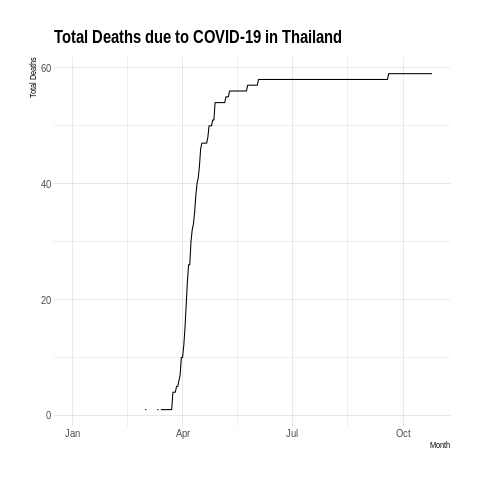 Total Deaths due to COVID-19 in Thailand
Total Deaths
60
40
20
0
Jan Apr Jul Oct
Month